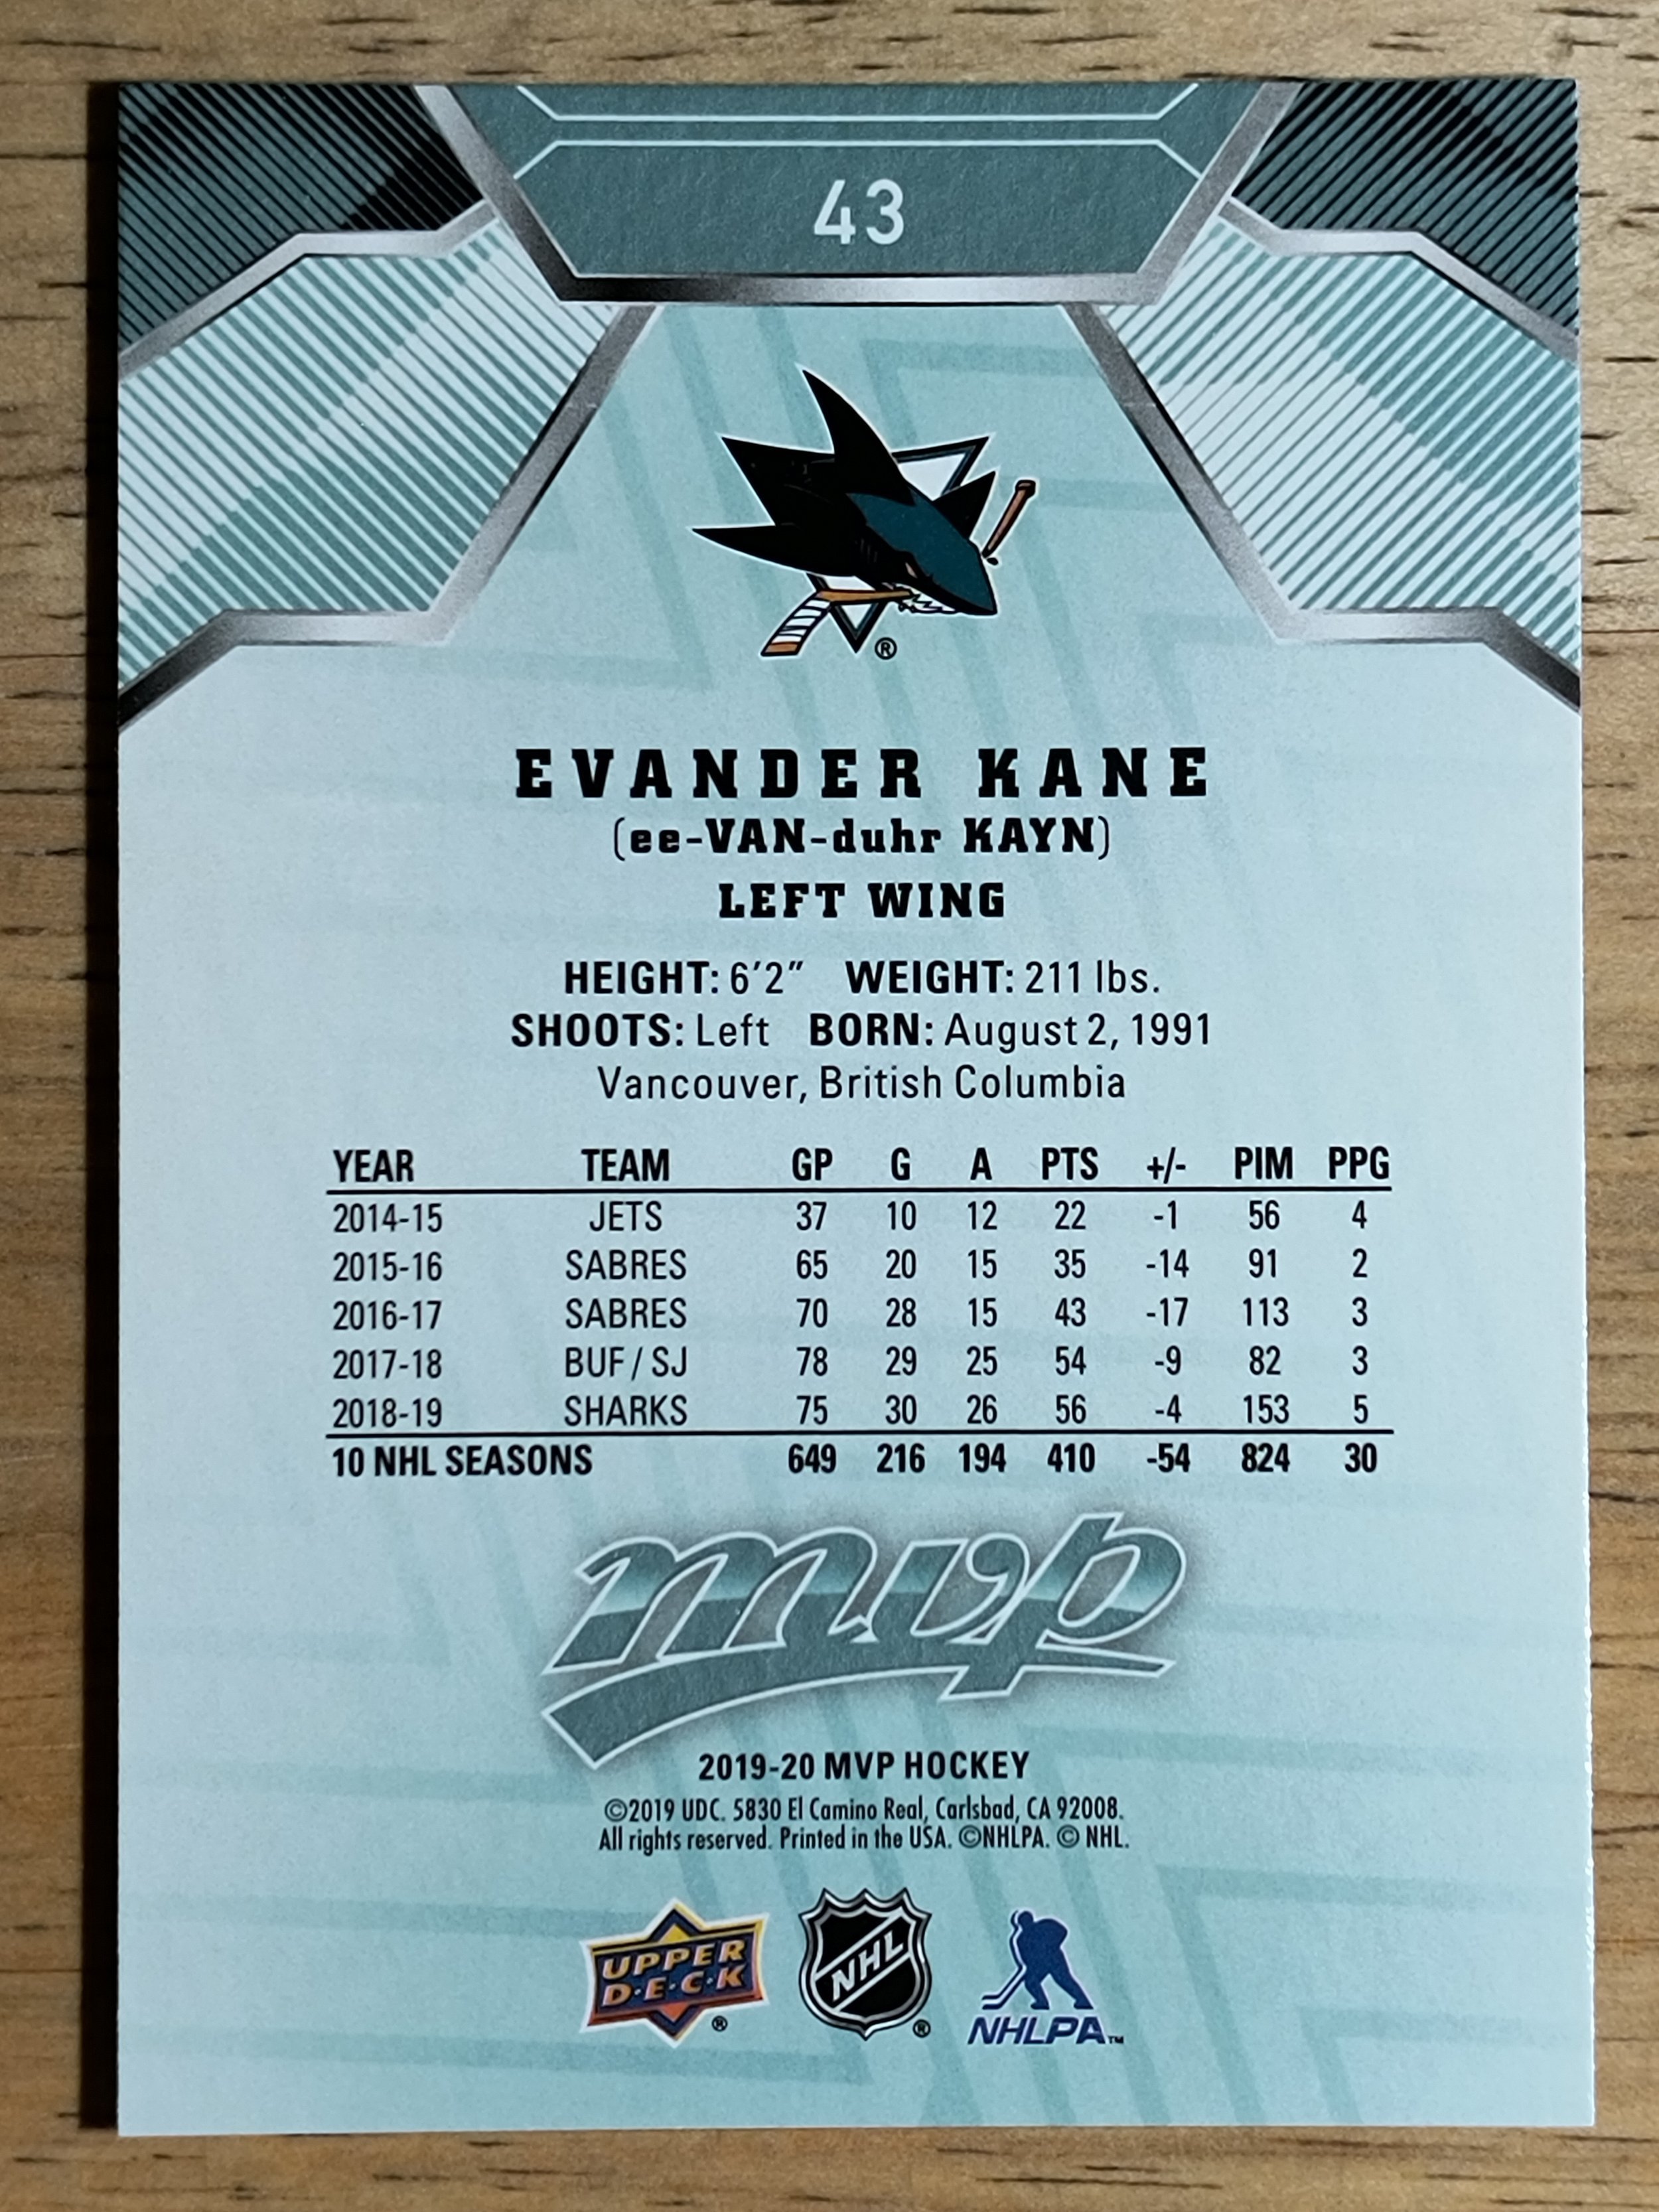 43
®
EVANDER KANE
(ee-VAN-duhr KAYN)
LEFT WING
HEIGHT: 6'2" WEIGHT: 211 lbs.
SHOOTS: Left BORN: August 2, 1991
Vancouver, British Columbia
YEAR TEAM GP G A PTS +/- PIM PPG
2014-15 JETS 37 10 12 22 -1 56 4
2015-16 SABRES 65 20 15 35 -14 91 2
2016-17 SABRES 70 28 15 43 -17 113 3
2017-18 BUF / SJ 78 29 25 54 -9 82 3
2018-19 SHARKS 75 30 26 56 -4 153 5
10 NHL SEASONS 649 216 194 410 -54 824 30
mvp
2019-20 MVP HOCKEY
©2019 UDC. 5830 El Camino Real, Carlsbad, CA 92008.
All rights reserved. Printed in the USA. ©NHLPA. © NHL.
UPPER
D·E·C·K ®
NHL ®
NHLPA™